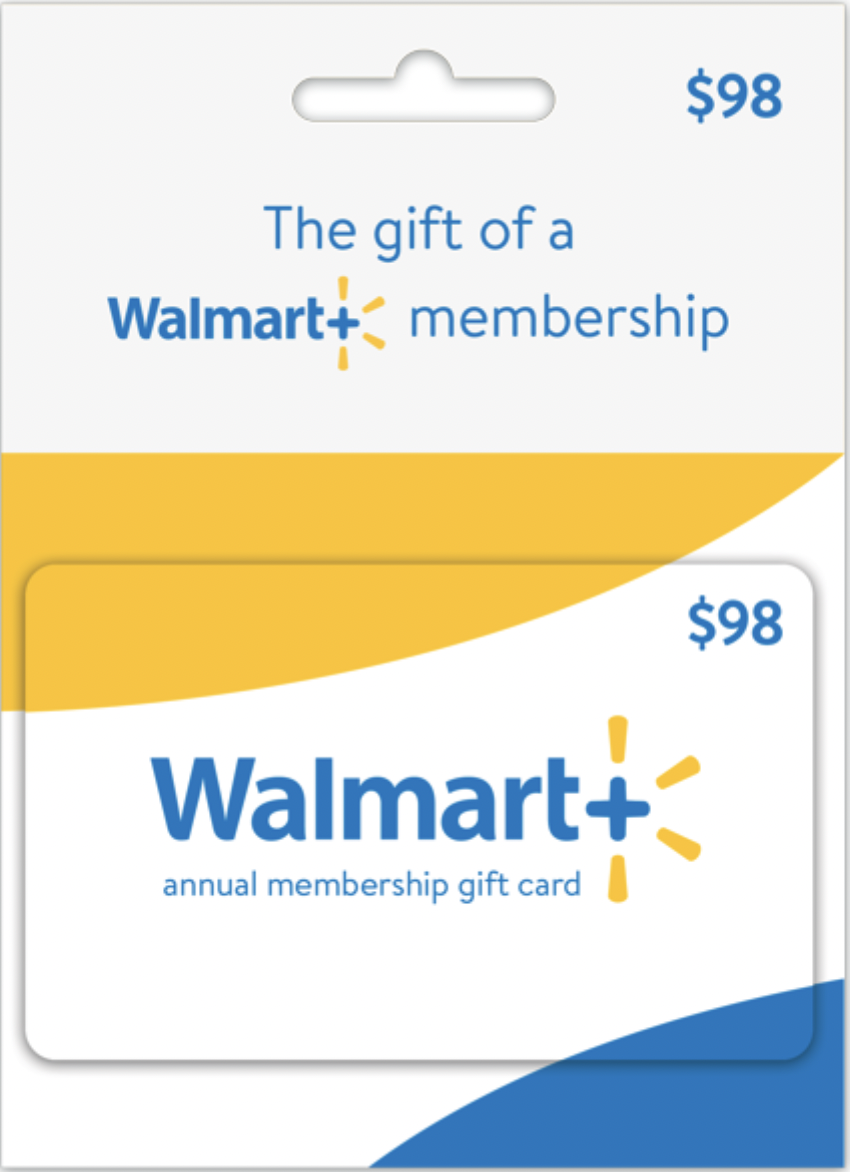 $98
The gift of a
Walmart+ membership
$98
Walmart+
annual membership gift card